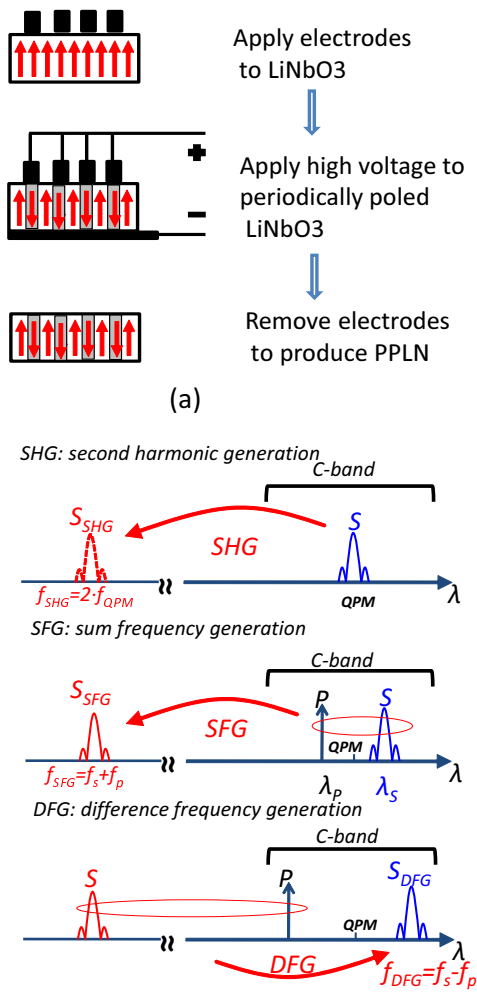 Apply electrodes
to LiNbO3
+
Apply high voltage to
periodically poled
LiNbO3
−
Remove electrodes
to produce PPLN
(a)
SHG: second harmonic generation
C-band
S_SHG
SHG
S
f_SHG=2·f_QPM
≈
QPM
λ
SFG: sum frequency generation
C-band
S_SFG
SFG
P
S
QPM
f_SFG=f_s+f_p
≈
λ_P
λ_S
λ
DFG: difference frequency generation
C-band
S
P
S_DFG
QPM
≈
λ
DFG
f_DFG=f_s-f_p